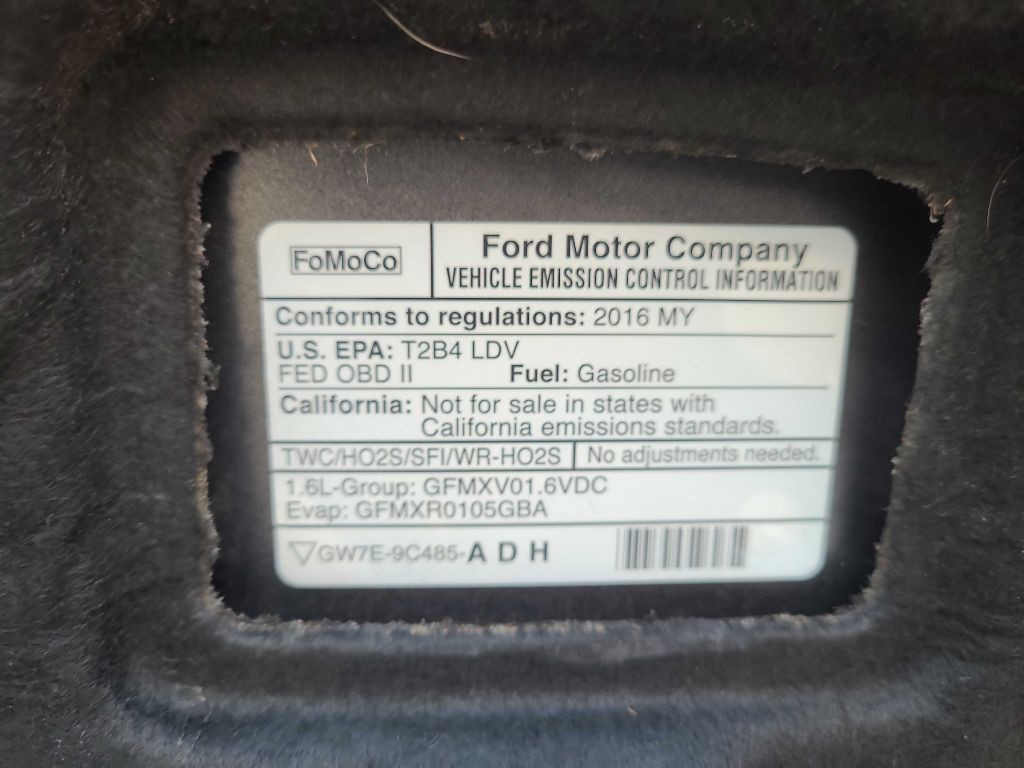 FoMoCo
Ford Motor Company
VEHICLE EMISSION CONTROL INFORMATION
Conforms to regulations: 2016 MY
U.S. EPA: T2B4 LDV
FED OBD II Fuel: Gasoline
California: Not for sale in states with
California emissions standards.
TWC/HO2S/SFI/WR-HO2S No adjustments needed.
1.6L-Group: GFMXV01.6VDC
Evap: GFMXR0105GBA
GW7E-9C485-A D H